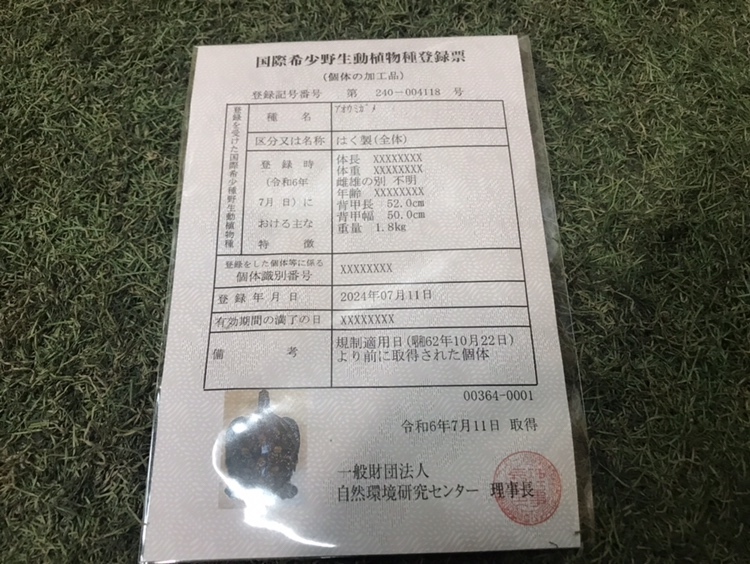 国際希少野生動植物種登録票
(個体の加工品)
登録記号番号 第 240-004118 号
登録を受けた国際希少野生動植物種
種名 アオウミガメ
区分又は名称 はく製(全体)
登録時
(令和6年
7月 日)に
おける主な
特徴
体長 XXXXXXXX
体重 XXXXXXXX
雌雄の別 不明
年齢 XXXXXXXX
背甲長 52.0cm
背甲幅 50.0cm
重量 1.8kg
登録をした個体等に係る
個体識別番号
XXXXXXXX
登録年月日 2024年07月11日
有効期間の満了の日 XXXXXXXX
備考
規制適用日(昭62年10月22日)
より前に取得された個体
00364-0001
令和6年7月11日 取得
一般財団法人
自然環境研究センター 理事長